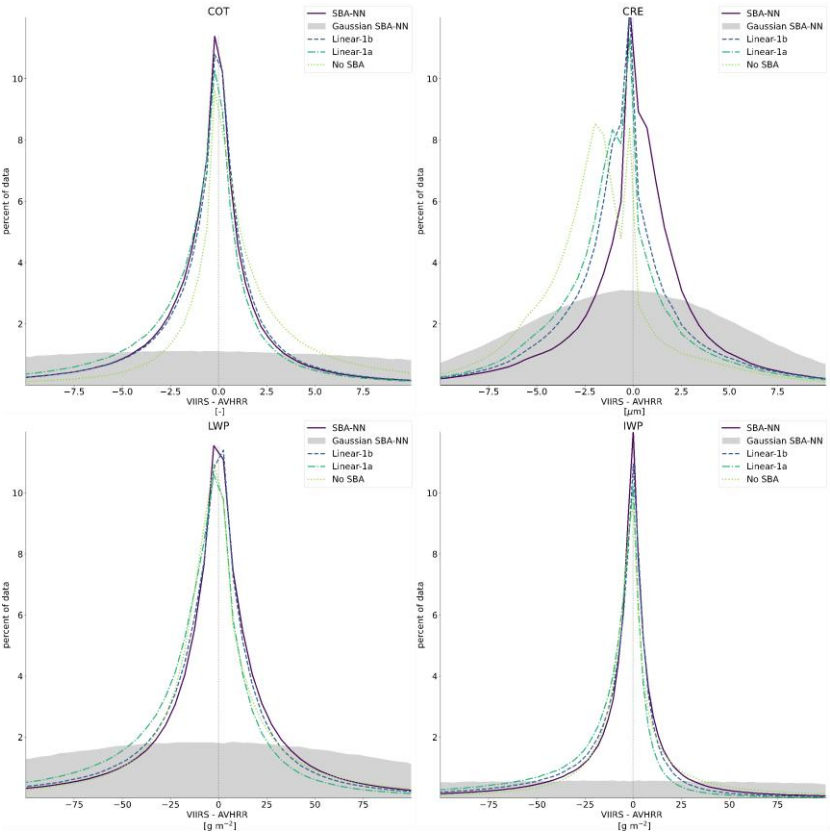 COT
SBA-NN
Gaussian SBA-NN
Linear-1b
Linear-1a
No SBA
percent of data
10
8
6
4
2
−7.5 −5.0 −2.5 0.0 2.5 5.0 7.5
VIIRS - AVHRR
[-]
CRE
SBA-NN
Gaussian SBA-NN
Linear-1b
Linear-1a
No SBA
percent of data
10
8
6
4
2
−7.5 −5.0 −2.5 0.0 2.5 5.0 7.5
VIIRS - AVHRR
[μm]
LWP
SBA-NN
Gaussian SBA-NN
Linear-1b
Linear-1a
No SBA
percent of data
10
8
6
4
2
−75 −50 −25 0 25 50 75
VIIRS - AVHRR
[g m⁻²]
IWP
SBA-NN
Gaussian SBA-NN
Linear-1b
Linear-1a
No SBA
percent of data
10
8
6
4
2
−75 −50 −25 0 25 50 75
VIIRS - AVHRR
[g m⁻²]